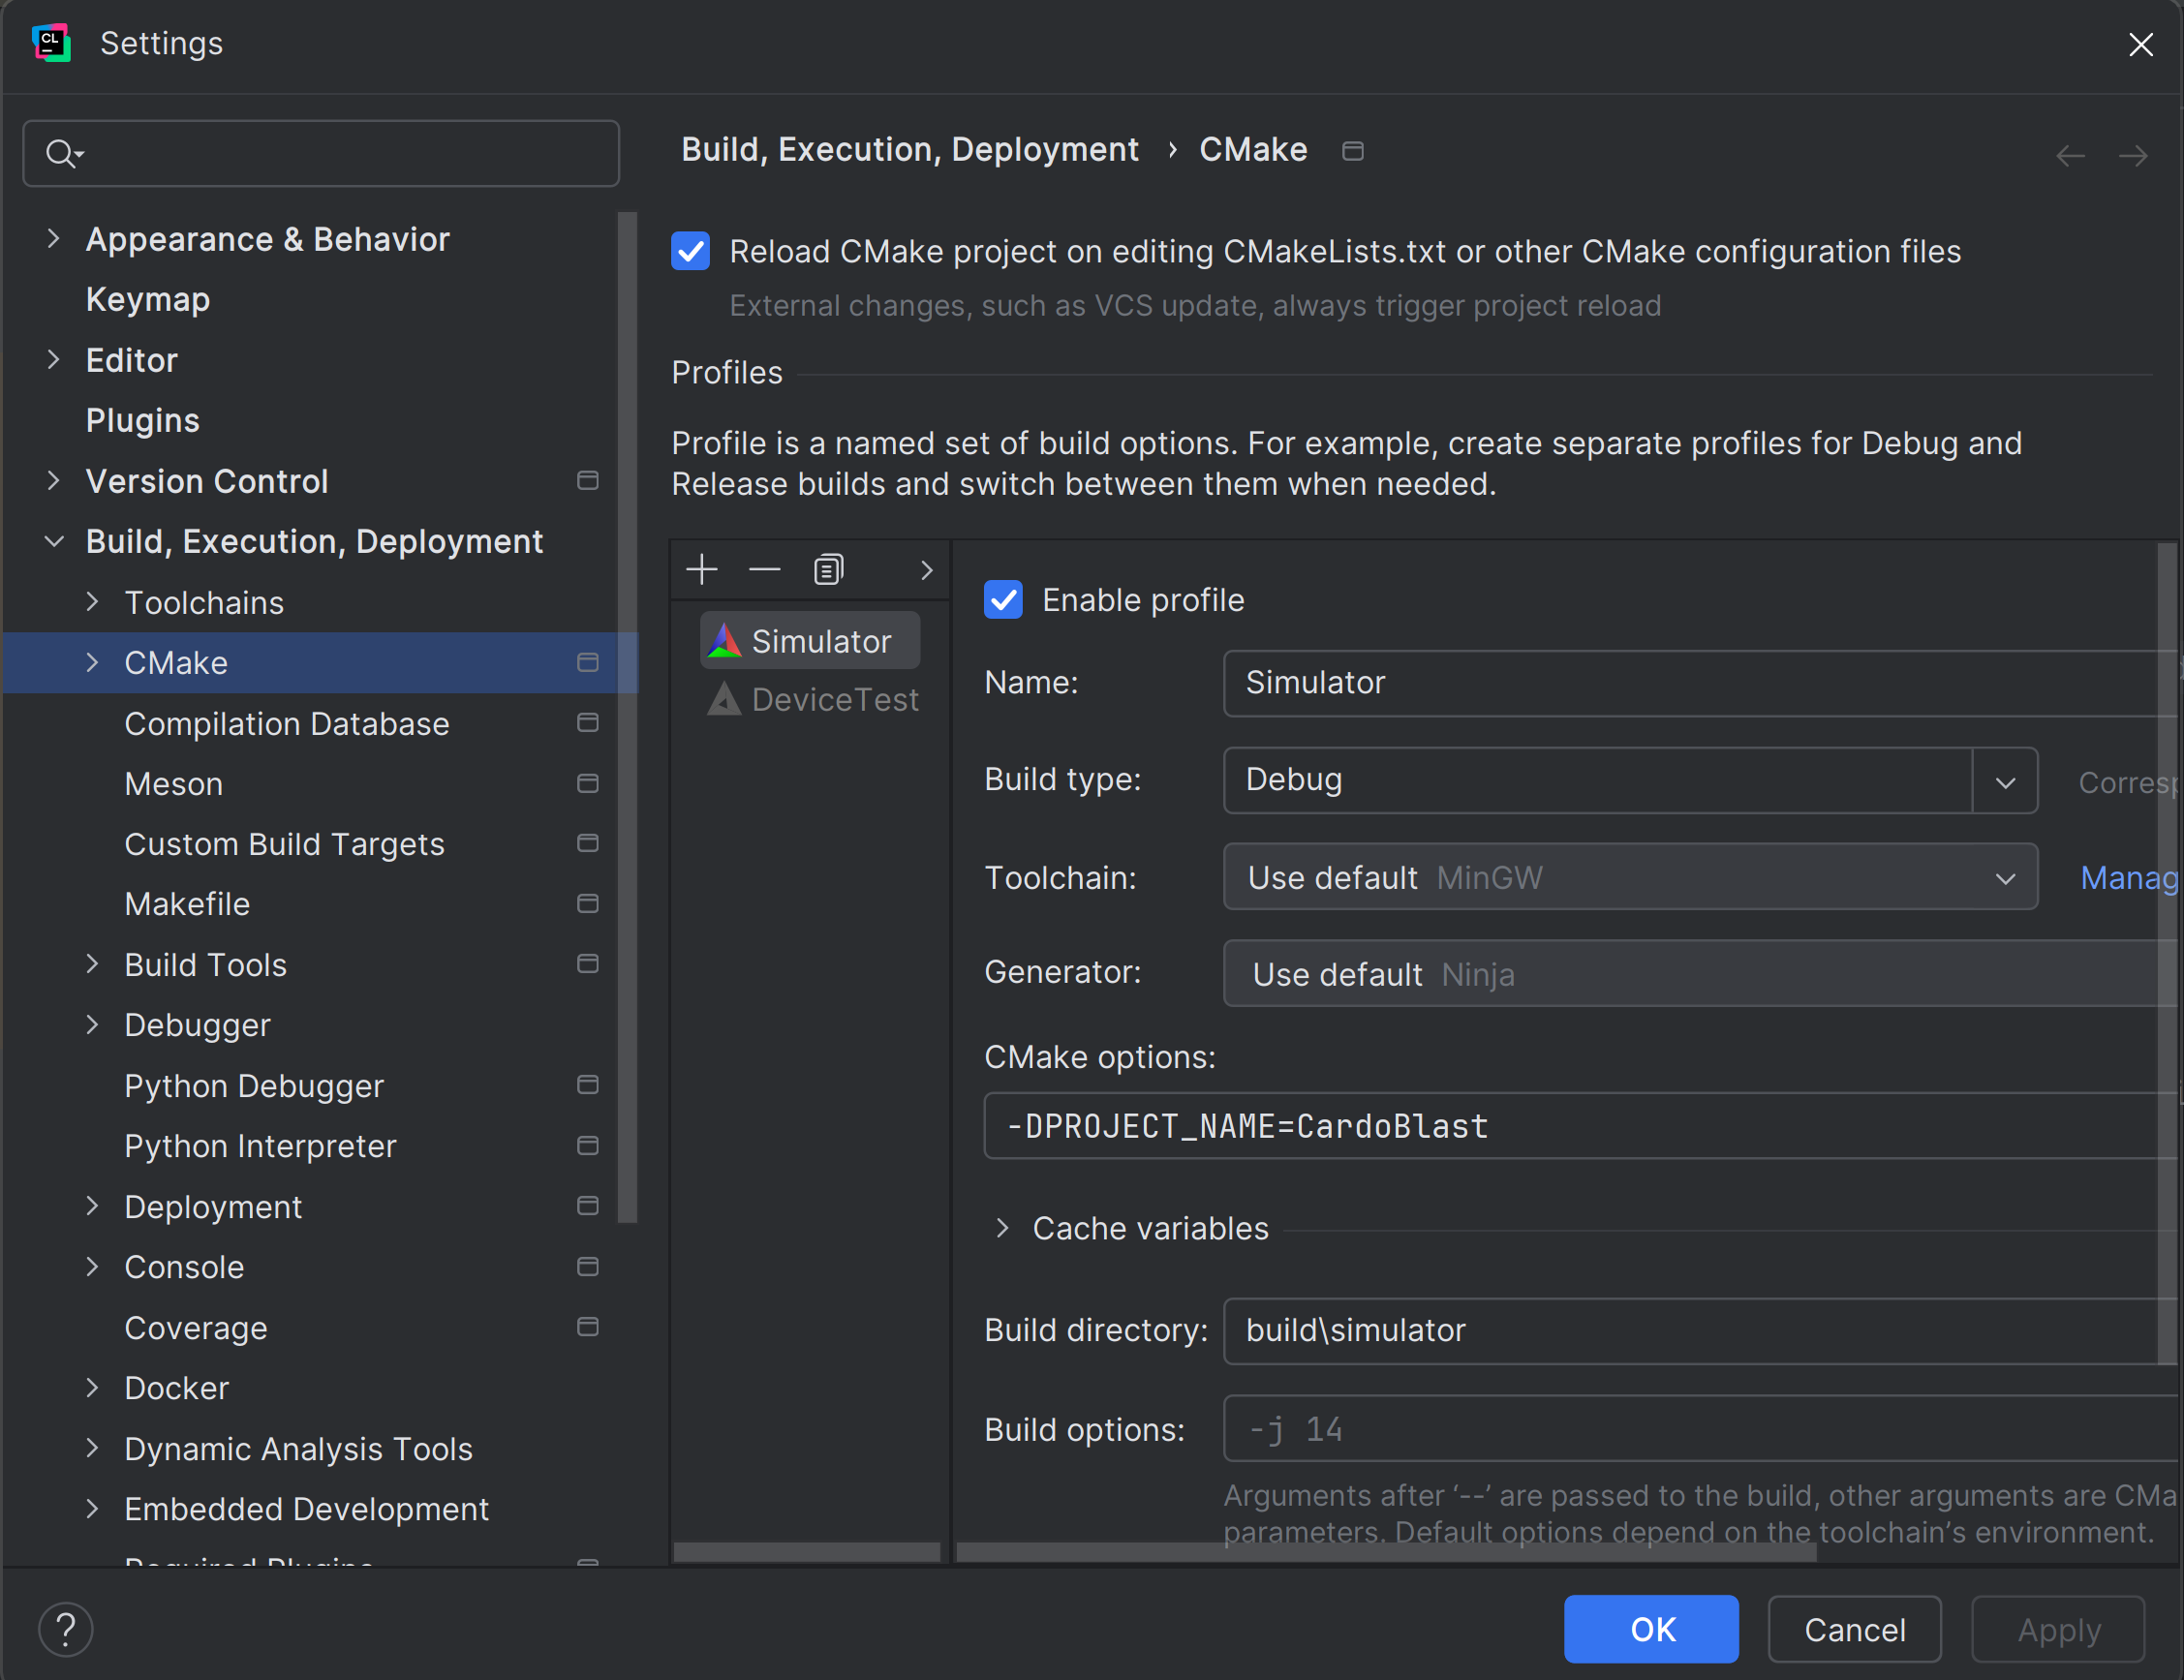 CL
Settings
Build, Execution, Deployment › CMake
Appearance & Behavior
Keymap
Editor
Plugins
Version Control
Build, Execution, Deployment
Toolchains
CMake
Compilation Database
Meson
Custom Build Targets
Makefile
Build Tools
Debugger
Python Debugger
Python Interpreter
Deployment
Console
Coverage
Docker
Dynamic Analysis Tools
Embedded Development
Required Plugins
Reload CMake project on editing CMakeLists.txt or other CMake configuration files
External changes, such as VCS update, always trigger project reload
Profiles
Profile is a named set of build options. For example, create separate profiles for Debug and
Release builds and switch between them when needed.
Simulator
DeviceTest
Enable profile
Name: Simulator
Build type: Debug
Toolchain: Use default MinGW
Generator: Use default Ninja
CMake options:
-DPROJECT_NAME=CardoBlast
Cache variables
Build directory: build\simulator
Build options: -j 14
Arguments after ‘--’ are passed to the build, other arguments are CMa
parameters. Default options depend on the toolchain’s environment.
?
OK
Cancel
Apply